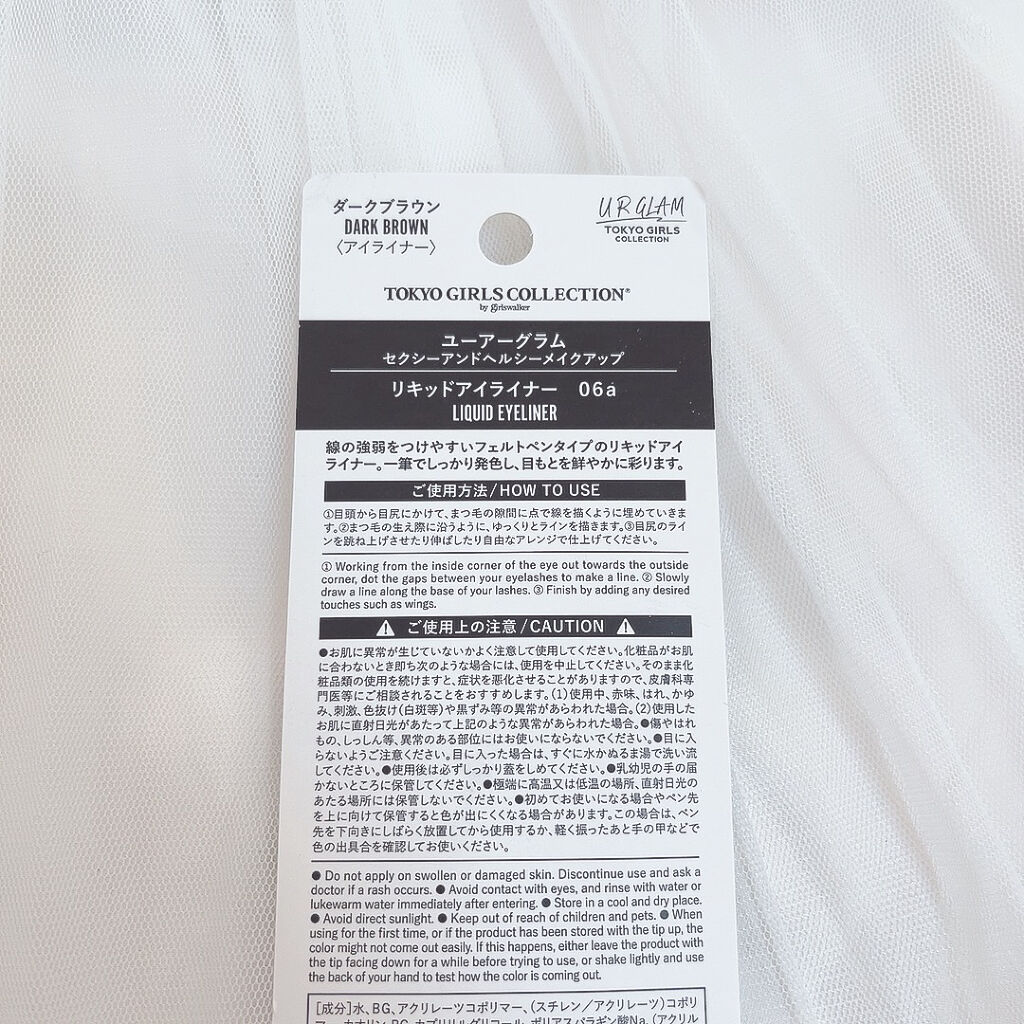 ダークブラウン
DARK BROWN
〈アイライナー〉
UR GLAM
TOKYO GIRLS
COLLECTION
TOKYO GIRLS COLLECTION®
by girlswalker
ユーアーグラム
セクシーアンドヘルシーメイクアップ
リキッドアイライナー 06a
LIQUID EYELINER
線の強弱をつけやすいフェルトペンタイプのリキッドアイ
ライナー。一筆でしっかり発色し、目もとを鮮やかに彩ります。
ご使用方法/HOW TO USE
①目頭から目尻にかけて、まつ毛の隙間に点で線を描くように埋めていきま
す。②まつ毛の生え際に沿うように、ゆっくりとラインを描きます。③目尻のライ
ンを跳ね上げさせたり伸ばしたり自由なアレンジで仕上げてください。
① Working from the inside corner of the eye out towards the outside
corner, dot the gaps between your eyelashes to make a line. ② Slowly
draw a line along the base of your lashes. ③ Finish by adding any desired
touches such as wings.
⚠ ご使用上の注意/CAUTION ⚠
●お肌に異常が生じていないかよく注意して使用してください。化粧品がお肌
に合わないとき即ち次のような場合には、使用を中止してください。そのまま化
粧品類の使用を続けますと、症状を悪化させることがありますので、皮膚科専
門医等にご相談されることをおすすめします。(1)使用中、赤味、はれ、かゆ
み、刺激、色抜け(白斑等)や黒ずみ等の異常があらわれた場合。(2)使用した
お肌に直射日光があたって上記のような異常があらわれた場合。●傷やはれ
もの、しっしん等、異常のある部位にはお使いにならないでください。●目に入
らないようご注意ください。目に入った場合は、すぐに水かぬるま湯で洗い流
してください。●使用後は必ずしっかり蓋をしめてください。●乳幼児の手の届
かないところに保管してください。●極端に高温又は低温の場所、直射日光の
あたる場所には保管しないでください。●初めてお使いになる場合やペン先
を上に向けて保管すると色が出にくくなる場合があります。この場合は、ペン
先を下向きにしばらく放置してから使用するか、軽く振ったあと手の甲などで
色の出具合を確認してお使いください。
● Do not apply on swollen or damaged skin. Discontinue use and ask a
doctor if a rash occurs. ● Avoid contact with eyes, and rinse with water or
lukewarm water immediately after entering. ● Store in a cool and dry place.
● Avoid direct sunlight. ● Keep out of reach of children and pets. ● When
using for the first time, or if the product has been stored with the tip up, the
color might not come out easily. If this happens, either leave the product with
the tip facing down for a while before trying to use, or shake lightly and use
the back of your hand to test how the color is coming out.
[成分]水、BG、アクリレーツコポリマー、(スチレン/アクリレーツ)コポリ